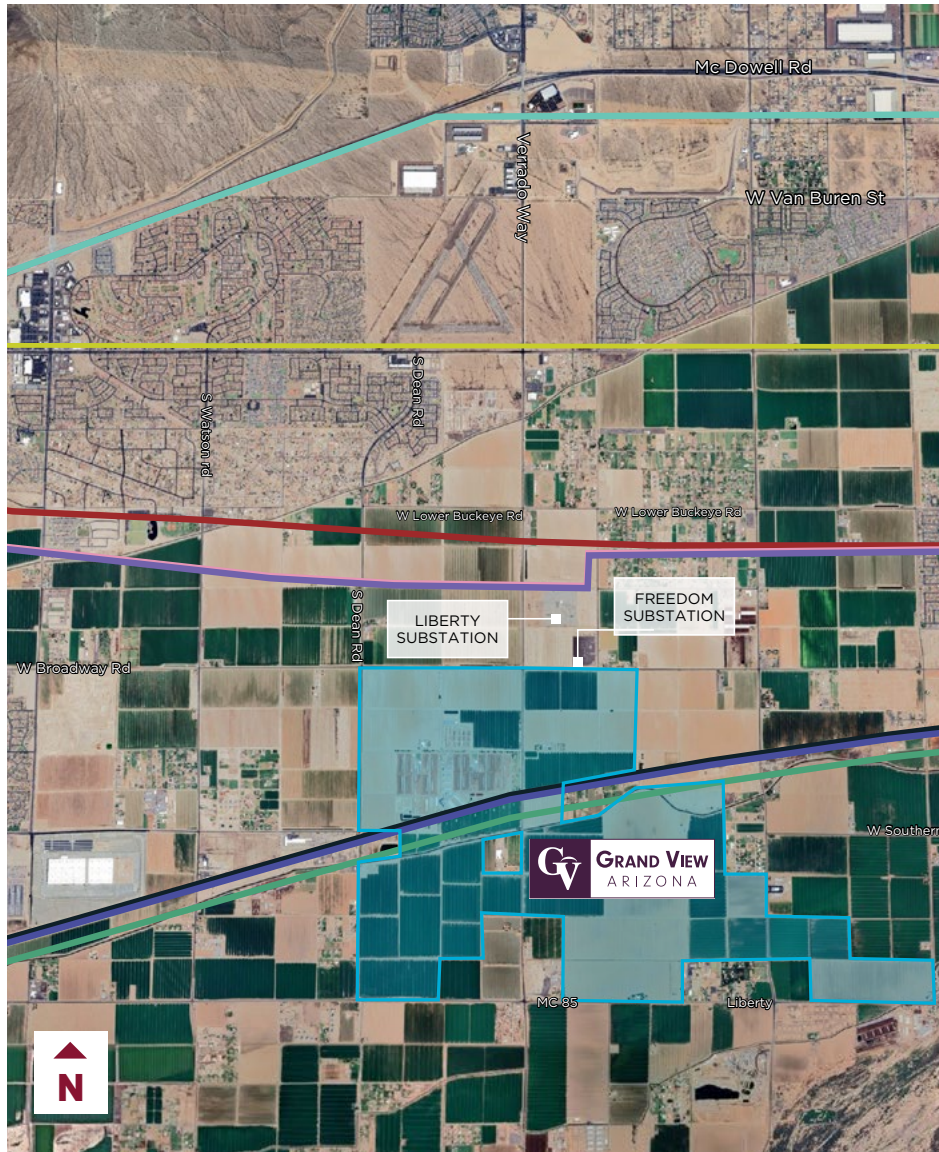 Mc Dowell Rd
Verrado Way
W Van Buren St
S Dean Rd
S Watson rd
W Lower Buckeye Rd
W Lower Buckeye Rd
S Dean Rd
LIBERTY
SUBSTATION
FREEDOM
SUBSTATION
W Broadway Rd
W Southern
GV
GRAND VIEW
ARIZONA
MC 85
Liberty
N